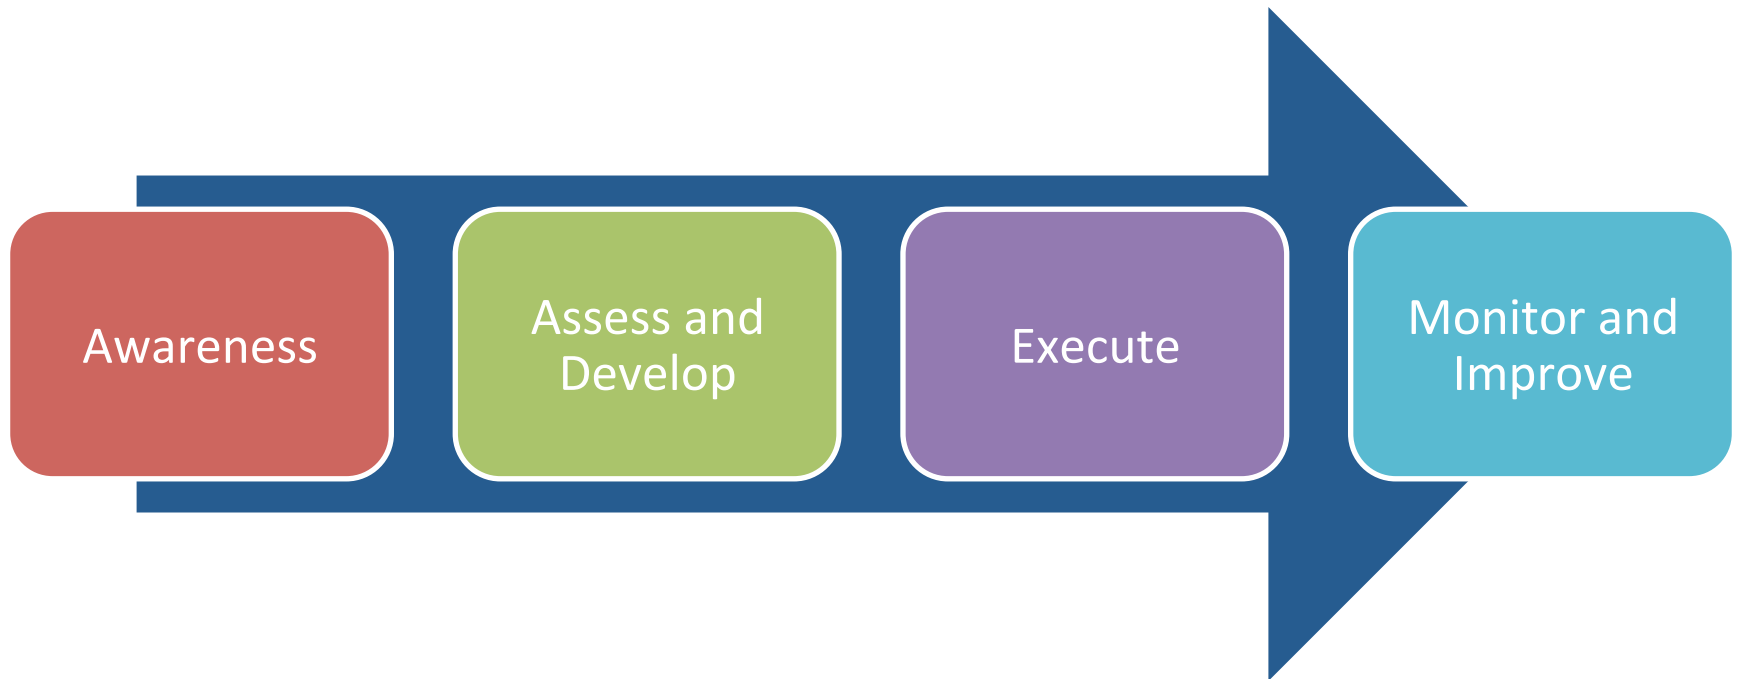 Awareness
Assess and
Develop
Execute
Monitor and
Improve